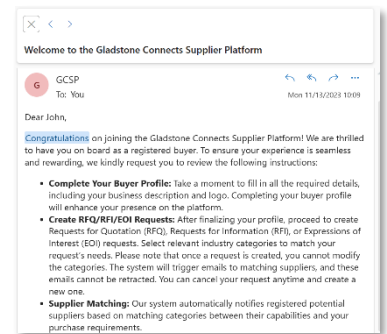 Welcome to the Gladstone Connects Supplier Platform
G
GCSP
To: You
Mon 11/13/2023 10:09
Dear John,
Congratulations on joining the Gladstone Connects Supplier Platform! We are thrilled
to have you on board as a registered buyer. To ensure your experience is seamless
and rewarding, we kindly request you to review the following instructions:
• Complete Your Buyer Profile: Take a moment to fill in all the required details,
including your business description and logo. Completing your buyer profile
will enhance your presence on the platform.
• Create RFQ/RFI/EOI Requests: After finalizing your profile, proceed to create
Requests for Quotation (RFQ), Requests for Information (RFI), or Expressions of
Interest (EOI) requests. Select relevant industry categories to match your
request's needs. Please note that once a request is created, you cannot modify
the categories. The system will trigger emails to matching suppliers, and these
emails cannot be retracted. You can cancel your request anytime and create a
new one.
• Supplier Matching: Our system automatically notifies registered potential
suppliers based on matching categories between their capabilities and your
purchase requirements.